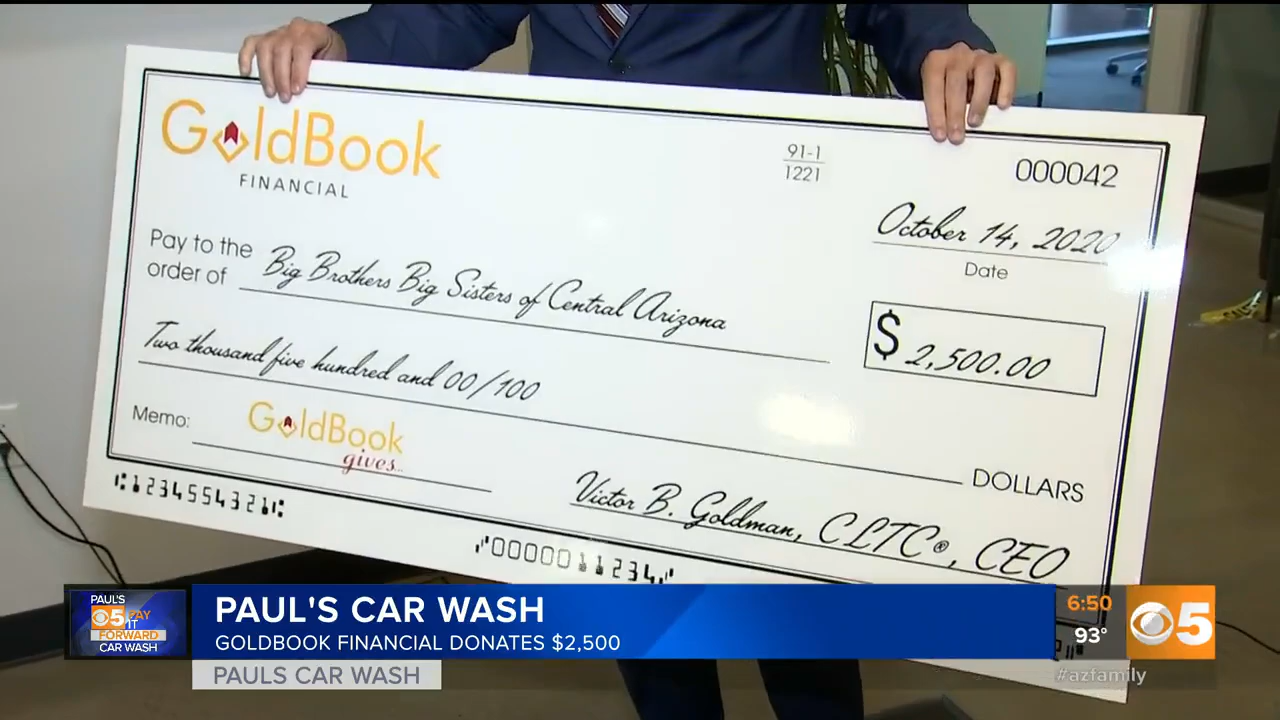 GoldBook
FINANCIAL
91-1
1221
000042
October 14, 2020
Date
Pay to the
order of
Big Brothers Big Sisters of Central Arizona
$ 2,500.00
Two thousand five hundred and 00/100
DOLLARS
Memo:
GoldBook
gives...
Victor B. Goldman, CLTC®, CEO
⑆123455432⑆
⑈0000011234⑈
PAUL'S
5 PAY
IT
FORWARD
CAR WASH
PAUL'S CAR WASH
GOLDBOOK FINANCIAL DONATES $2,500
PAULS CAR WASH
6:50
93°
5
#azfamily